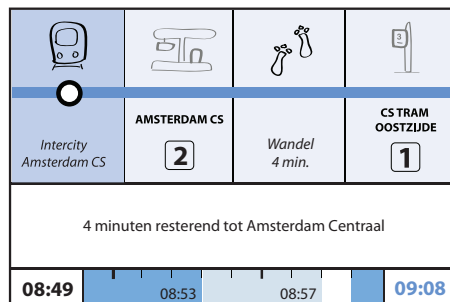 3
Intercity
Amsterdam CS
AMSTERDAM CS
2
Wandel
4 min.
CS TRAM
OOSTZIJDE
1
4 minuten resterend tot Amsterdam Centraal
08:49
08:53
08:57
09:08